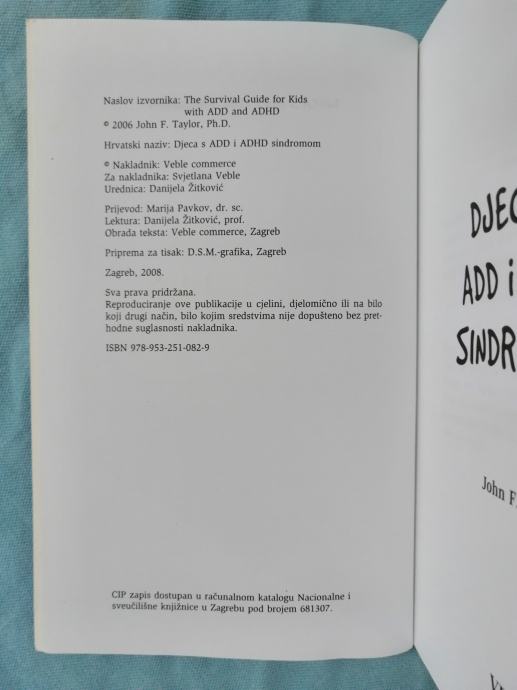 Naslov izvornika: The Survival Guide for Kids
with ADD and ADHD
© 2006 John F. Taylor, Ph.D.
Hrvatski naziv: Djeca s ADD i ADHD sindromom
© Nakladnik: Veble commerce
Za nakladnika: Svjetlana Veble
Urednica: Danijela Žitković
Prijevod: Marija Pavkov, dr. sc.
Lektura: Danijela Žitković, prof.
Obrada teksta: Veble commerce, Zagreb
Priprema za tisak: D.S.M.-grafika, Zagreb
Zagreb, 2008.
Sva prava pridržana.
Reproduciranje ove publikacije u cjelini, djelomično ili na bilo
koji drugi način, bilo kojim sredstvima nije dopušteno bez pret-
hodne suglasnosti nakladnika.
ISBN 978-953-251-082-9
CIP zapis dostupan u računalnom katalogu Nacionalne i
sveučilišne knjižnice u Zagrebu pod brojem 681307.
DJEC
ADD i
SINDR
John F.